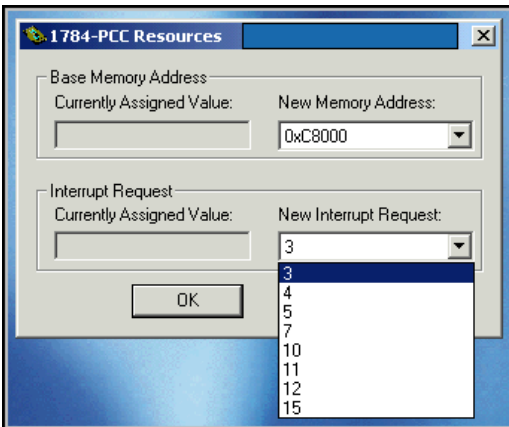 1784-PCC Resources
Base Memory Address
Currently Assigned Value: New Memory Address:
0xC8000
Interrupt Request
Currently Assigned Value: New Interrupt Request:
3
3
OK
4
5
7
10
11
12
15